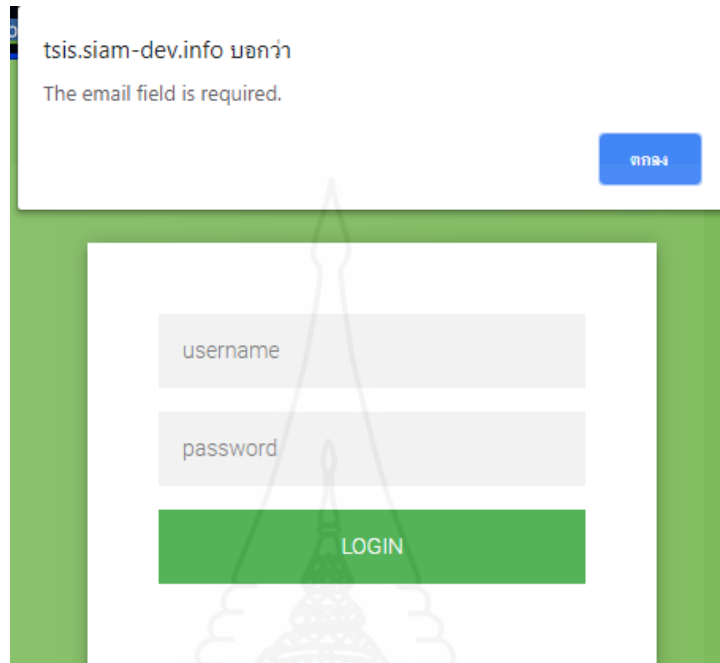 tsis.siam-dev.info บอกว่า
The email field is required.
ตกลง
username
password
LOGIN